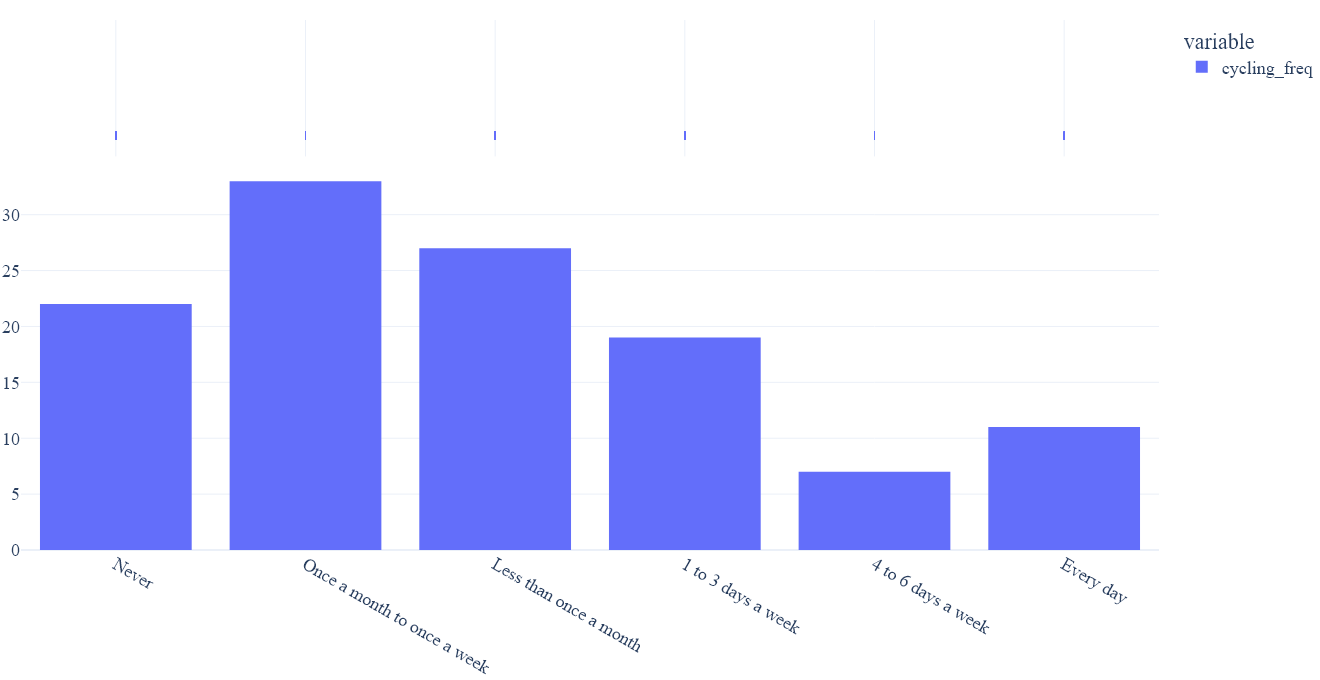 variable
cycling_freq
30
25
20
15
10
5
0
Never
Once a month to once a week
Less than once a month
1 to 3 days a week
4 to 6 days a week
Every day